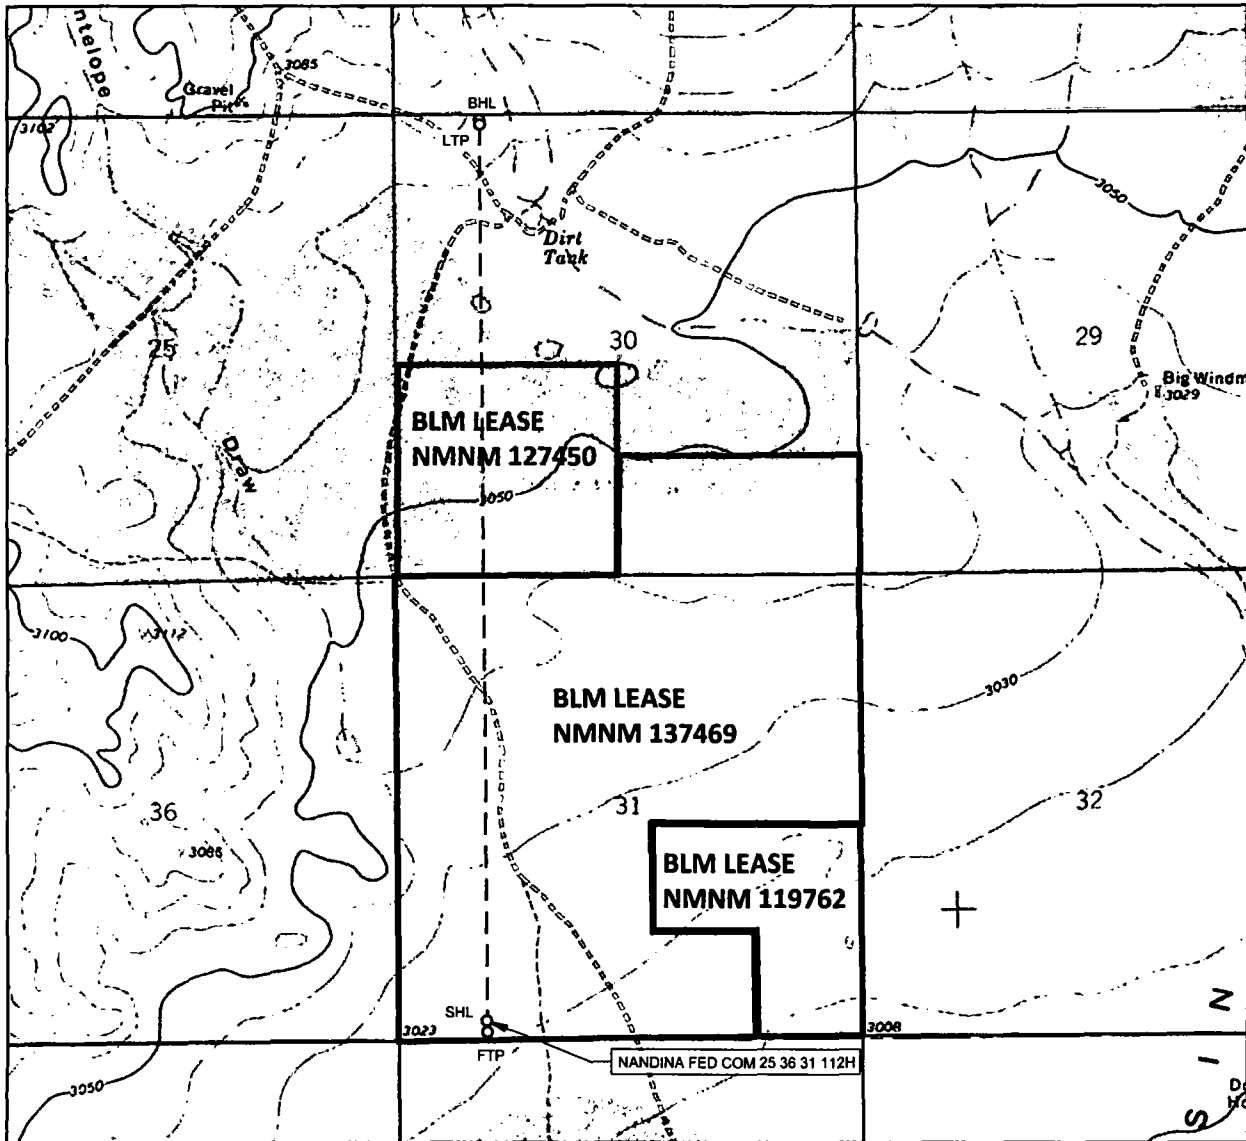 ntelope
3085
Gravel
Pit
3102
BHL
LTP
3050
Dirt
Tank
25
30
29
Big Windm
3029
BLM LEASE
NMNM 127450
Draw
3050
3100
3112
BLM LEASE
NMNM 137469
3030
36
31
32
3085
BLM LEASE
NMNM 119762
SHL
3023
FTP
3008
NANDINA FED COM 25 36 31 112H
3050
S I N